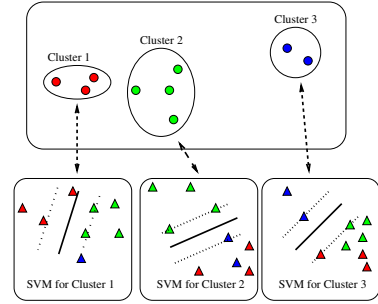 Cluster 3
Cluster 2
Cluster 1
SVM for Cluster 1
SVM for Cluster 2
SVM for Cluster 3